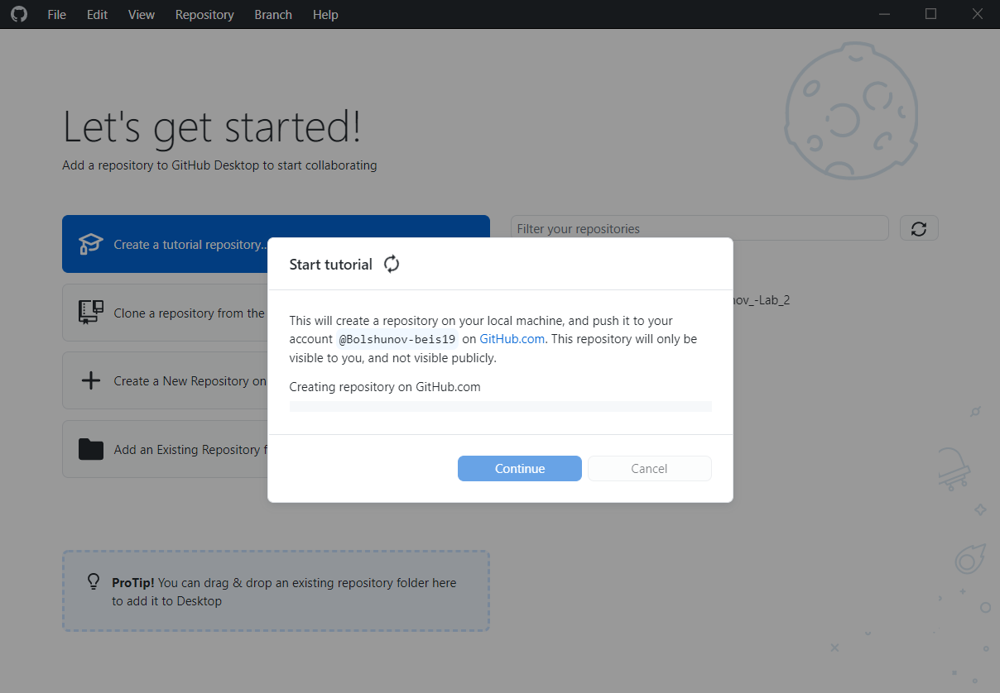 File Edit View Repository Branch Help
Let's get started!
Add a repository to GitHub Desktop to start collaborating
Create a tutorial repository...
Filter your repositories
Start tutorial
-Lab_2
Clone a repository from the
This will create a repository on your local machine, and push it to your
account @Bolshunov-beis19 on GitHub.com. This repository will only be
visible to you, and not visible publicly.
Create a New Repository on
Creating repository on GitHub.com
Add an Existing Repository
Continue
Cancel
ProTip! You can drag & drop an existing repository folder here
to add it to Desktop